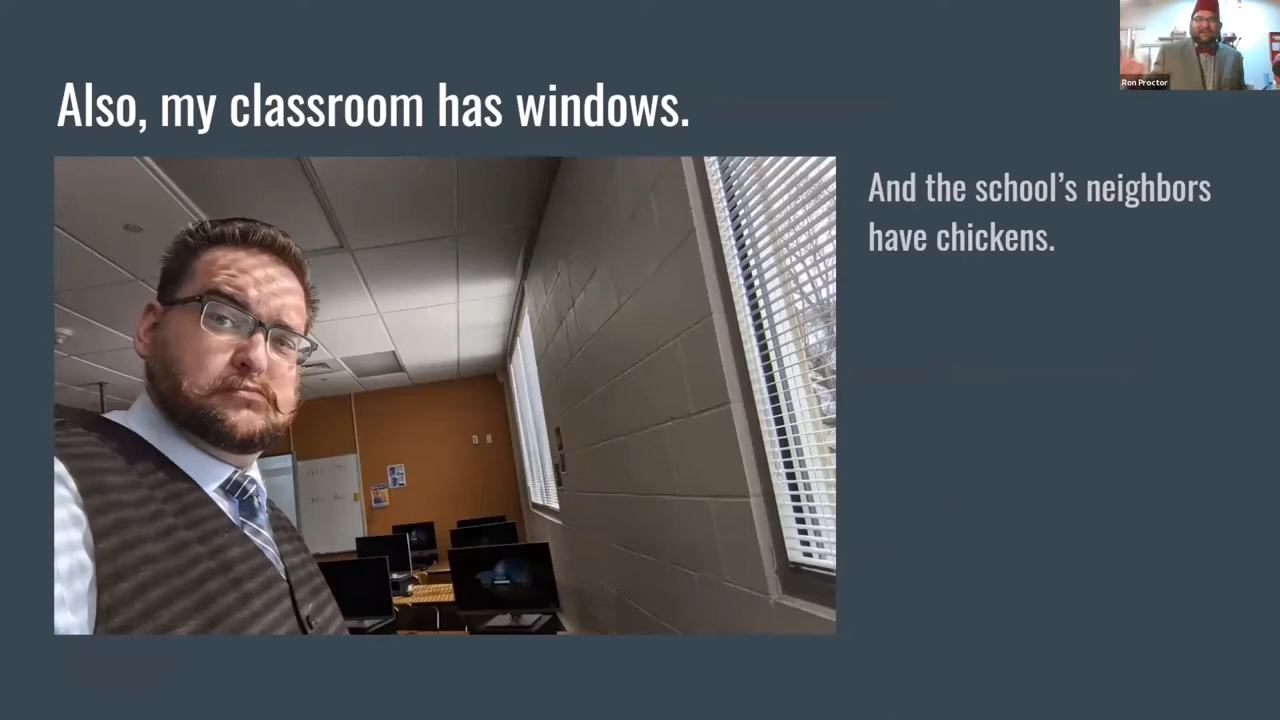 Also, my classroom has windows.
And the school’s neighbors
have chickens.
Ron Proctor